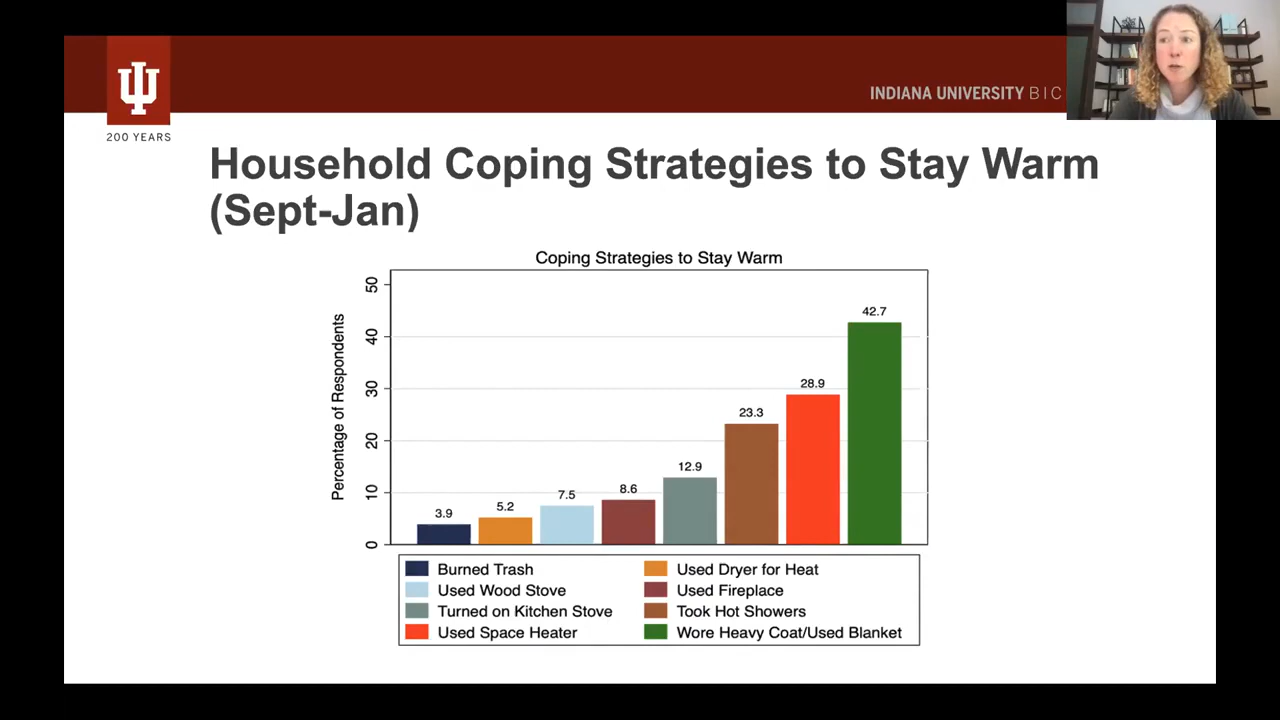 INDIANA UNIVERSITY BIC
200 YEARS
Household Coping Strategies to Stay Warm
(Sept-Jan)
Coping Strategies to Stay Warm
Percentage of Respondents
50
40
30
20
10
0
3.9
5.2
7.5
8.6
12.9
23.3
28.9
42.7
Burned Trash
Used Dryer for Heat
Used Wood Stove
Used Fireplace
Turned on Kitchen Stove
Took Hot Showers
Used Space Heater
Wore Heavy Coat/Used Blanket